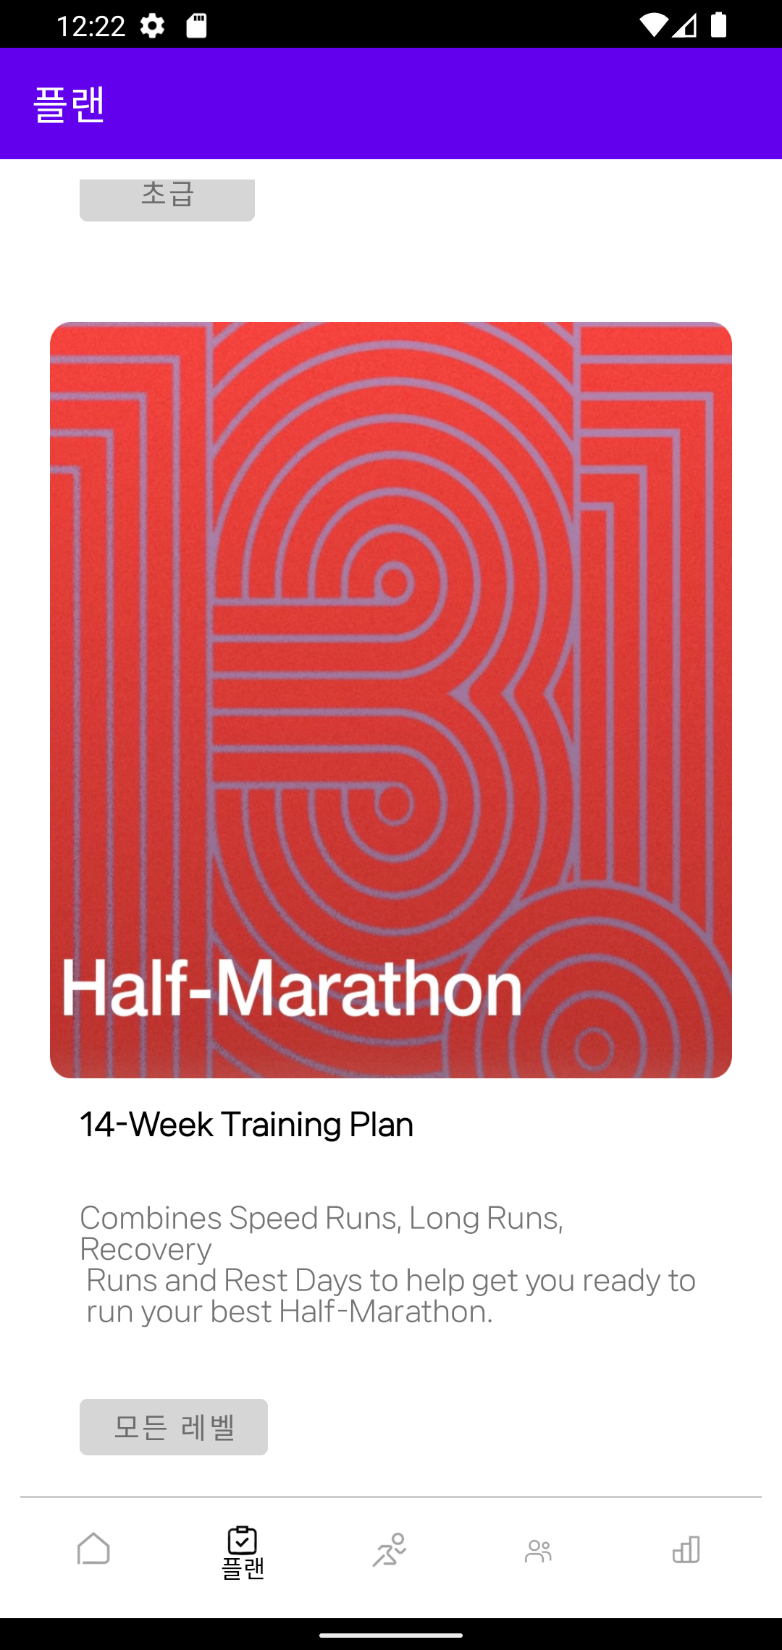 12:22
플랜
초급
13.1
Half-Marathon
14-Week Training Plan
Combines Speed Runs, Long Runs,
Recovery
Runs and Rest Days to help get you ready to
run your best Half-Marathon.
모든 레벨
플랜